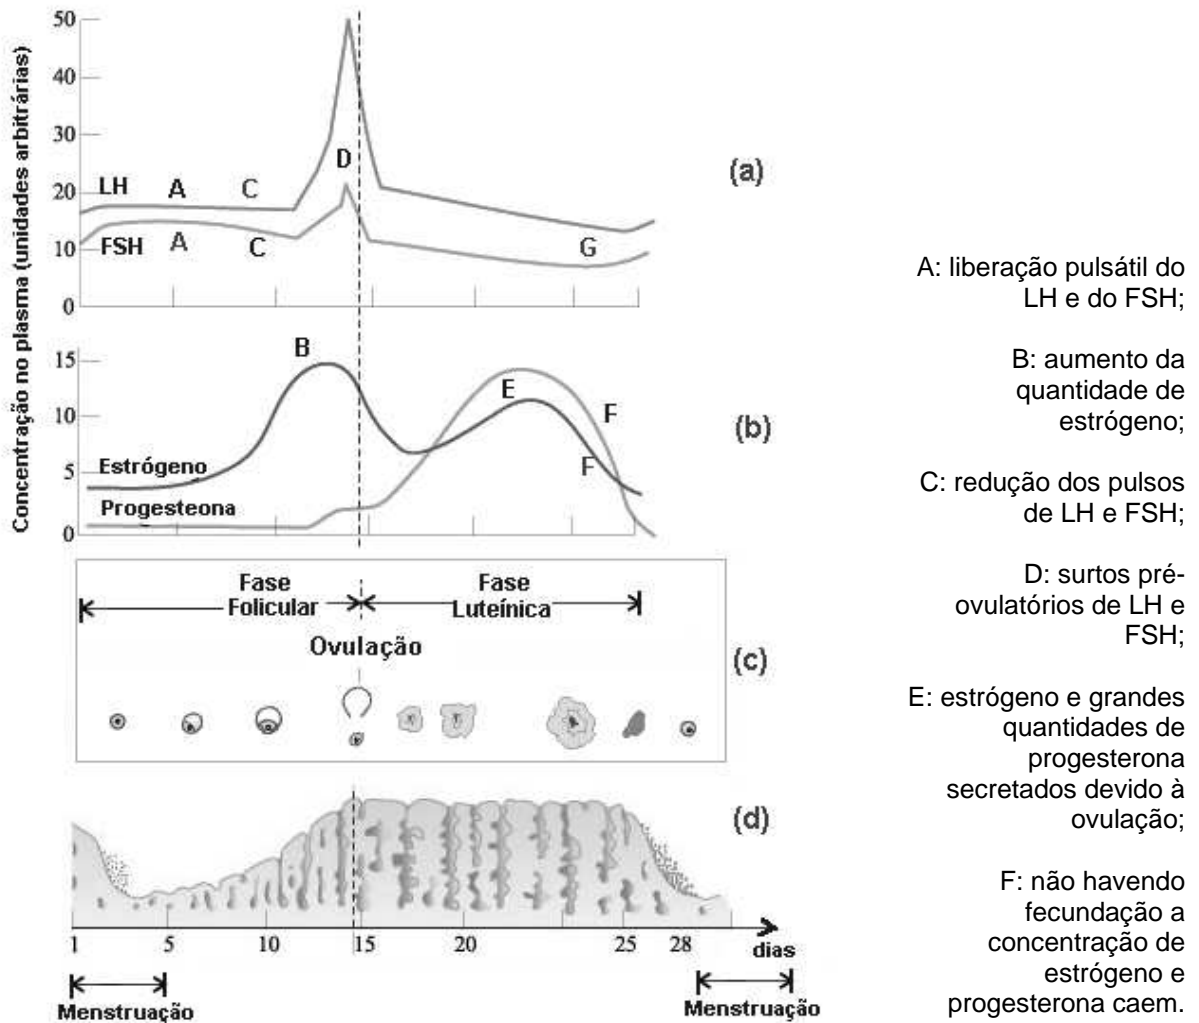 Concentração no plasma (unidades arbitrárias)
50
40
30
20
10
0
LH A C
D
FSH A C
G
(a)
15
10
5
0
B
E
F
F
Estrógeno
Progesteona
(b)
Fase
Folicular
Fase
Luteínica
Ovulação
(c)
(d)
1 5 10 15 20 25 28
dias
Menstruação
Menstruação
A: liberação pulsátil do
LH e do FSH;
B: aumento da
quantidade de
estrógeno;
C: redução dos pulsos
de LH e FSH;
D: surtos pré-
ovulatórios de LH e
FSH;
E: estrógeno e grandes
quantidades de
progesterona
secretados devido à
ovulação;
F: não havendo
fecundação a
concentração de
estrógeno e
progesterona caem.